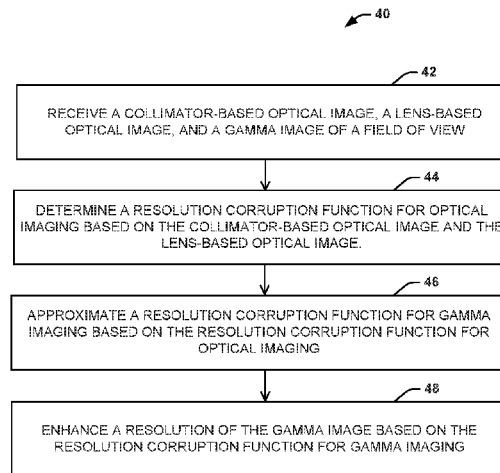 40
42
RECEIVE A COLLIMATOR-BASED OPTICAL IMAGE, A LENS-BASED
OPTICAL IMAGE, AND A GAMMA IMAGE OF A FIELD OF VIEW
44
DETERMINE A RESOLUTION CORRUPTION FUNCTION FOR OPTICAL
IMAGING BASED ON THE COLLIMATOR-BASED OPTICAL IMAGE AND THE
LENS-BASED OPTICAL IMAGE.
46
APPROXIMATE A RESOLUTION CORRUPTION FUNCTION FOR GAMMA
IMAGING BASED ON THE RESOLUTION CORRUPTION FUNCTION FOR
OPTICAL IMAGING
48
ENHANCE A RESOLUTION OF THE GAMMA IMAGE BASED ON THE
RESOLUTION CORRUPTION FUNCTION FOR GAMMA IMAGING